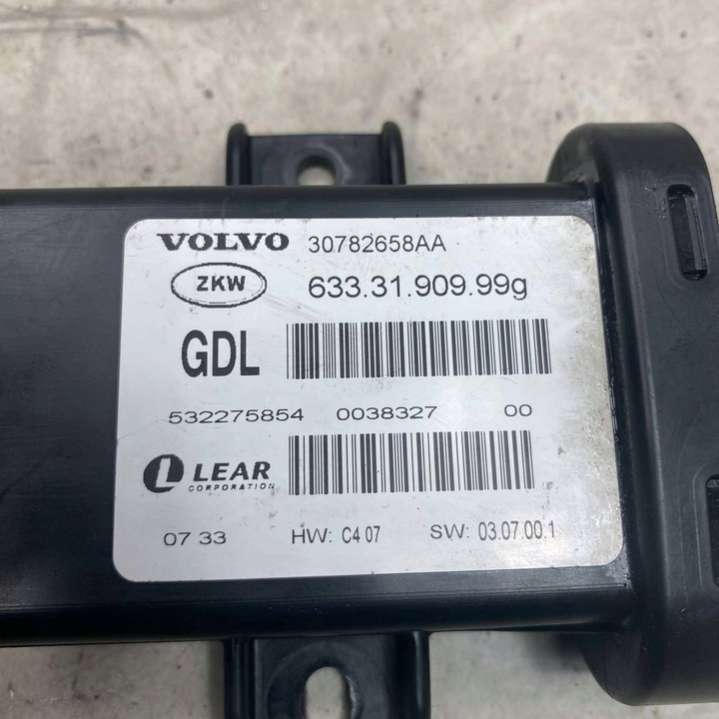 VOLVO 30782658AA
ZKW 633.31.909.99g
GDL
532275854 0038327 00
LEAR
CORPORATION
07 33 HW: C4 07 SW: 03.07.00.1